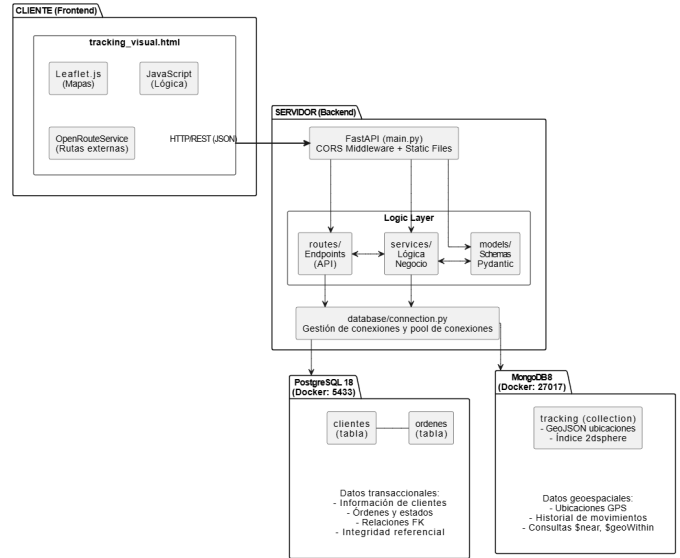 CLIENTE (Frontend)
tracking_visual.html
Leaflet.js
(Mapas)
JavaScript
(Lógica)
OpenRouteService
(Rutas externas)
HTTP/REST (JSON)
SERVIDOR (Backend)
FastAPI (main.py)
CORS Middleware + Static Files
Logic Layer
routes/
Endpoints
(API)
services/
Lógica
Negocio
models/
Schemas
Pydantic
database/connection.py
Gestión de conexiones y pool de conexiones
PostgreSQL 18
(Docker: 5433)
clientes
(tabla)
ordenes
(tabla)
Datos transaccionales:
- Información de clientes
- Órdenes y estados
- Relaciones FK
- Integridad referencial
MongoDB8
(Docker: 27017)
tracking (collection)
- GeoJSON ubicaciones
- Índice 2dsphere
Datos geoespaciales:
- Ubicaciones GPS
- Historial de movimientos
- Consultas $near, $geoWithin